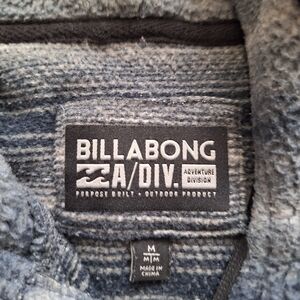 BILLABONG
A/DIV. ADVENTURE DIVISION
PURPOSE BUILT • OUTDOOR PRODUCT
M
M|M
MADE IN
CHINA